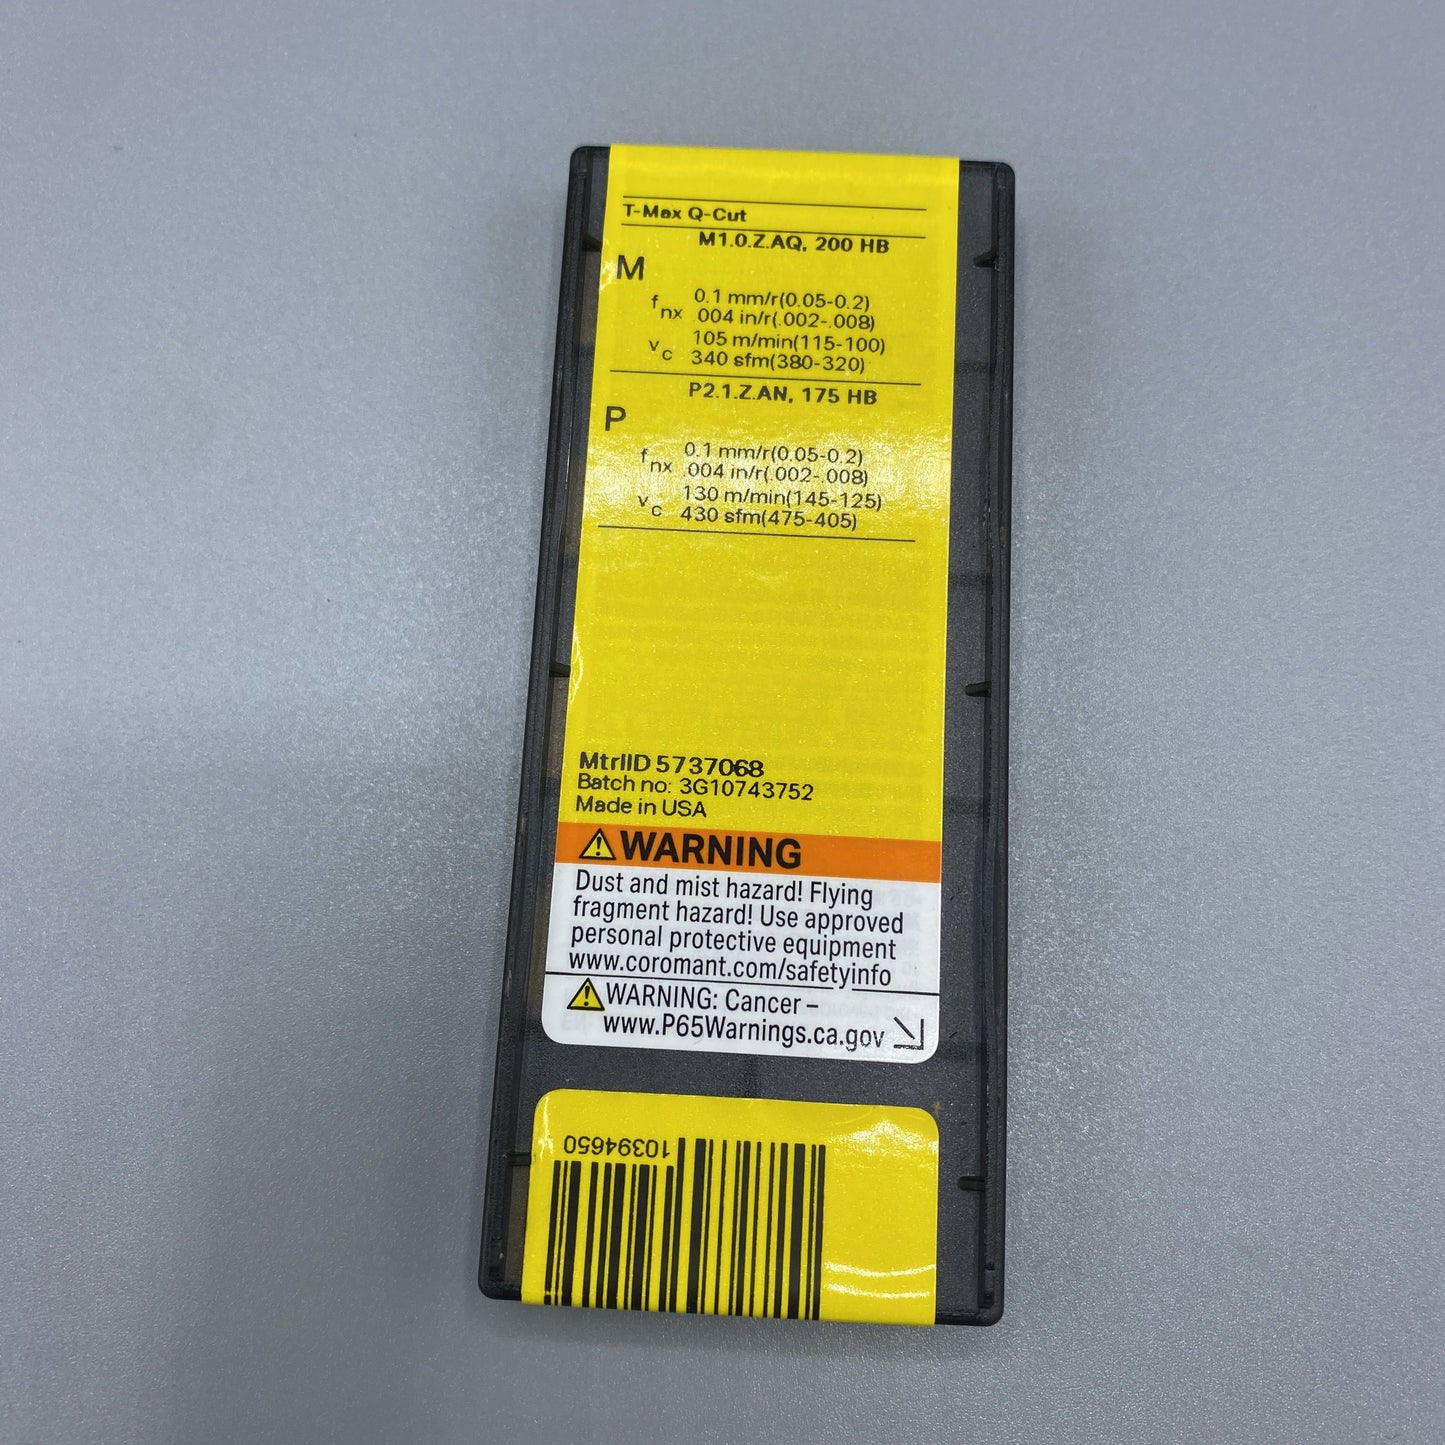 T-Max Q-Cut
M1.0.Z.AQ, 200 HB
M
fnx 0.1 mm/r(0.05-0.2)
.004 in/r(.002-.008)
vc 105 m/min(115-100)
340 sfm(380-320)
P2.1.Z.AN, 175 HB
P
fnx 0.1 mm/r(0.05-0.2)
.004 in/r(.002-.008)
vc 130 m/min(145-125)
430 sfm(475-405)
MtrlID 5737068
Batch no: 3G10743752
Made in USA
WARNING
Dust and mist hazard! Flying
fragment hazard! Use approved
personal protective equipment
www.coromant.com/safetyinfo
WARNING: Cancer –
www.P65Warnings.ca.gov
10394650